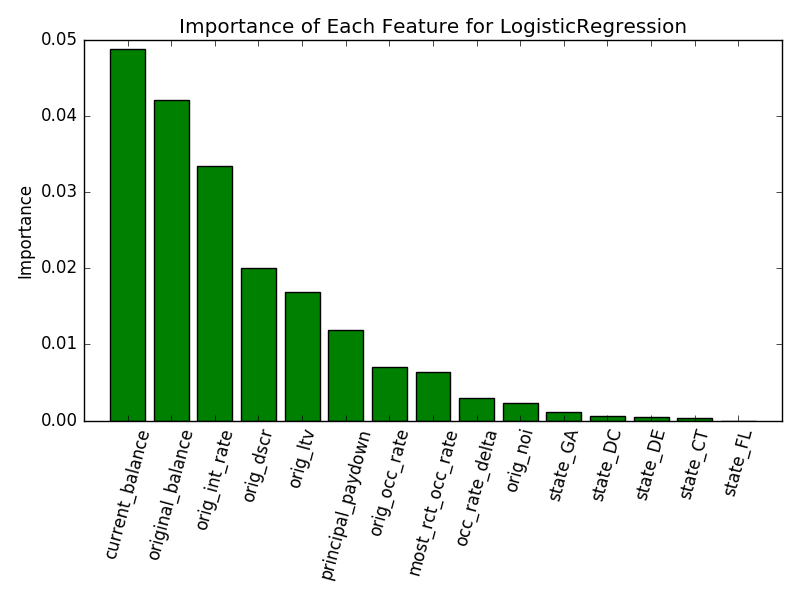 Importance of Each Feature for LogisticRegression
0.05
0.04
0.03
0.02
0.01
0.00
Importance
current_balance
original_balance
orig_int_rate
orig_dscr
orig_ltv
principal_paydown
orig_occ_rate
most_rct_occ_rate
occ_rate_delta
orig_noi
state_GA
state_DC
state_DE
state_CT
state_FL